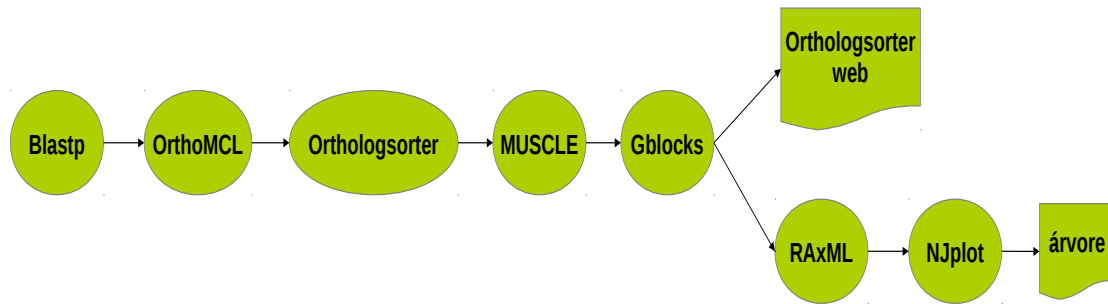 Orthologsorter
web
Blastp
OrthoMCL
Orthologsorter
MUSCLE
Gblocks
RAxML
NJplot
árvore